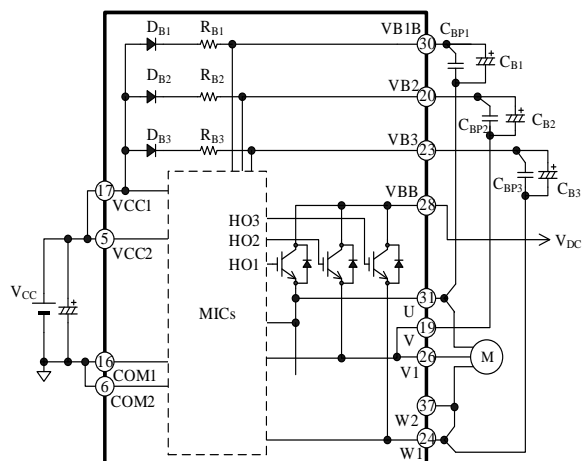 DB1 RB1 VB1B 30 CBP1 CB1
DB2 RB2 VB2 20 CBP2 CB2
DB3 RB3 VB3 23 CBP3 CB3
17 VCC1
VBB 28
HO3
5 VCC2
HO2
VDC
HO1
VCC
MICs
31 U
19 V
16 COM1
26 V1
M
6 COM2
37 W2
24 W1